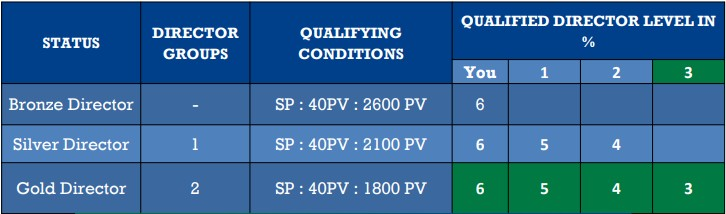 STATUS DIRECTOR GROUPS QUALIFYING CONDITIONS QUALIFIED DIRECTOR LEVEL IN %
You 1 2 3
Bronze Director - SP : 40PV : 2600 PV 6
Silver Director 1 SP : 40PV : 2100 PV 6 5 4
Gold Director 2 SP : 40PV : 1800 PV 6 5 4 3